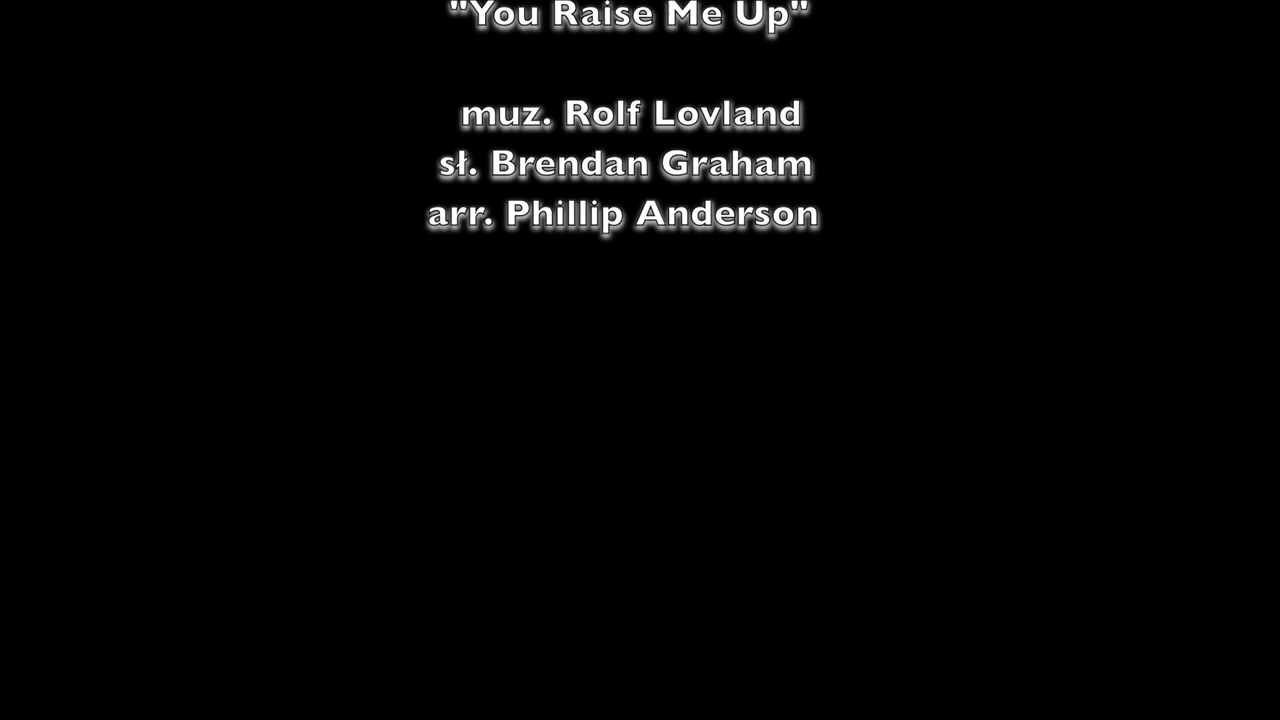 "You Raise Me Up"
muz. Rolf Lovland
sł. Brendan Graham
arr. Phillip Anderson